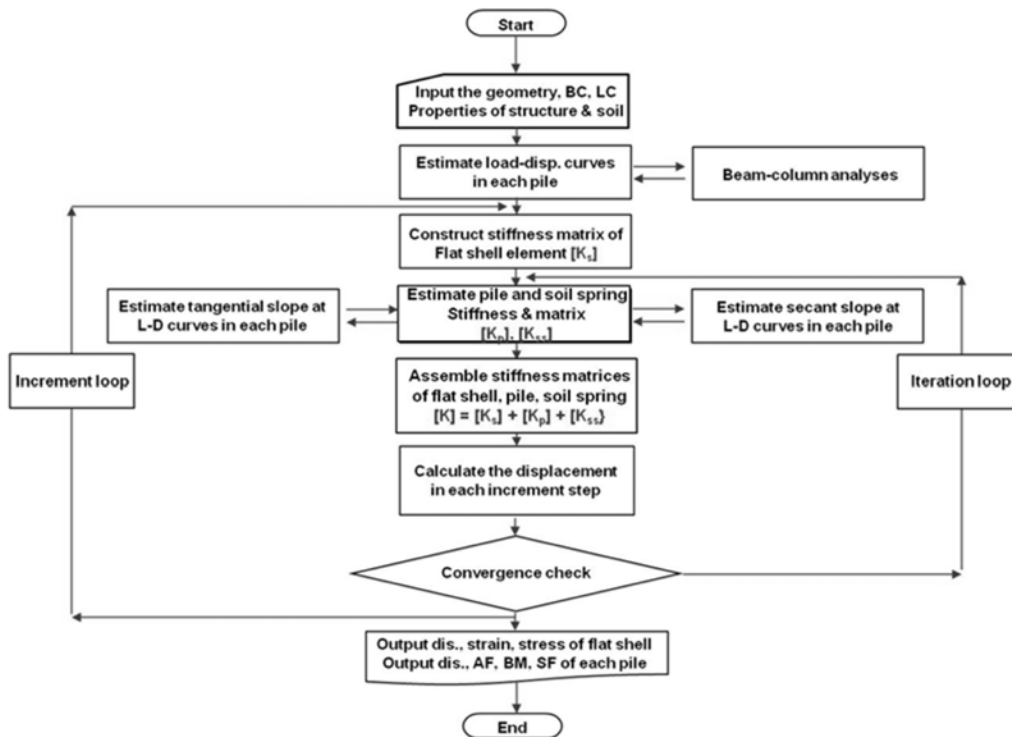 Start
Input the geometry, BC, LC
Properties of structure & soil
Estimate load-disp. curves
in each pile
Beam-column analyses
Construct stiffness matrix of
Flat shell element [Kₛ]
Estimate tangential slope at
L-D curves in each pile
Estimate pile and soil spring
Stiffness & matrix
[Kₚ], [Kₛₛ]
Estimate secant slope at
L-D curves in each pile
Increment loop
Assemble stiffness matrices
of flat shell, pile, soil spring
[K] = [Kₛ] + [Kₚ] + [Kₛₛ}
Iteration loop
Calculate the displacement
in each increment step
Convergence check
Output dis., strain, stress of flat shell
Output dis., AF, BM, SF of each pile
End